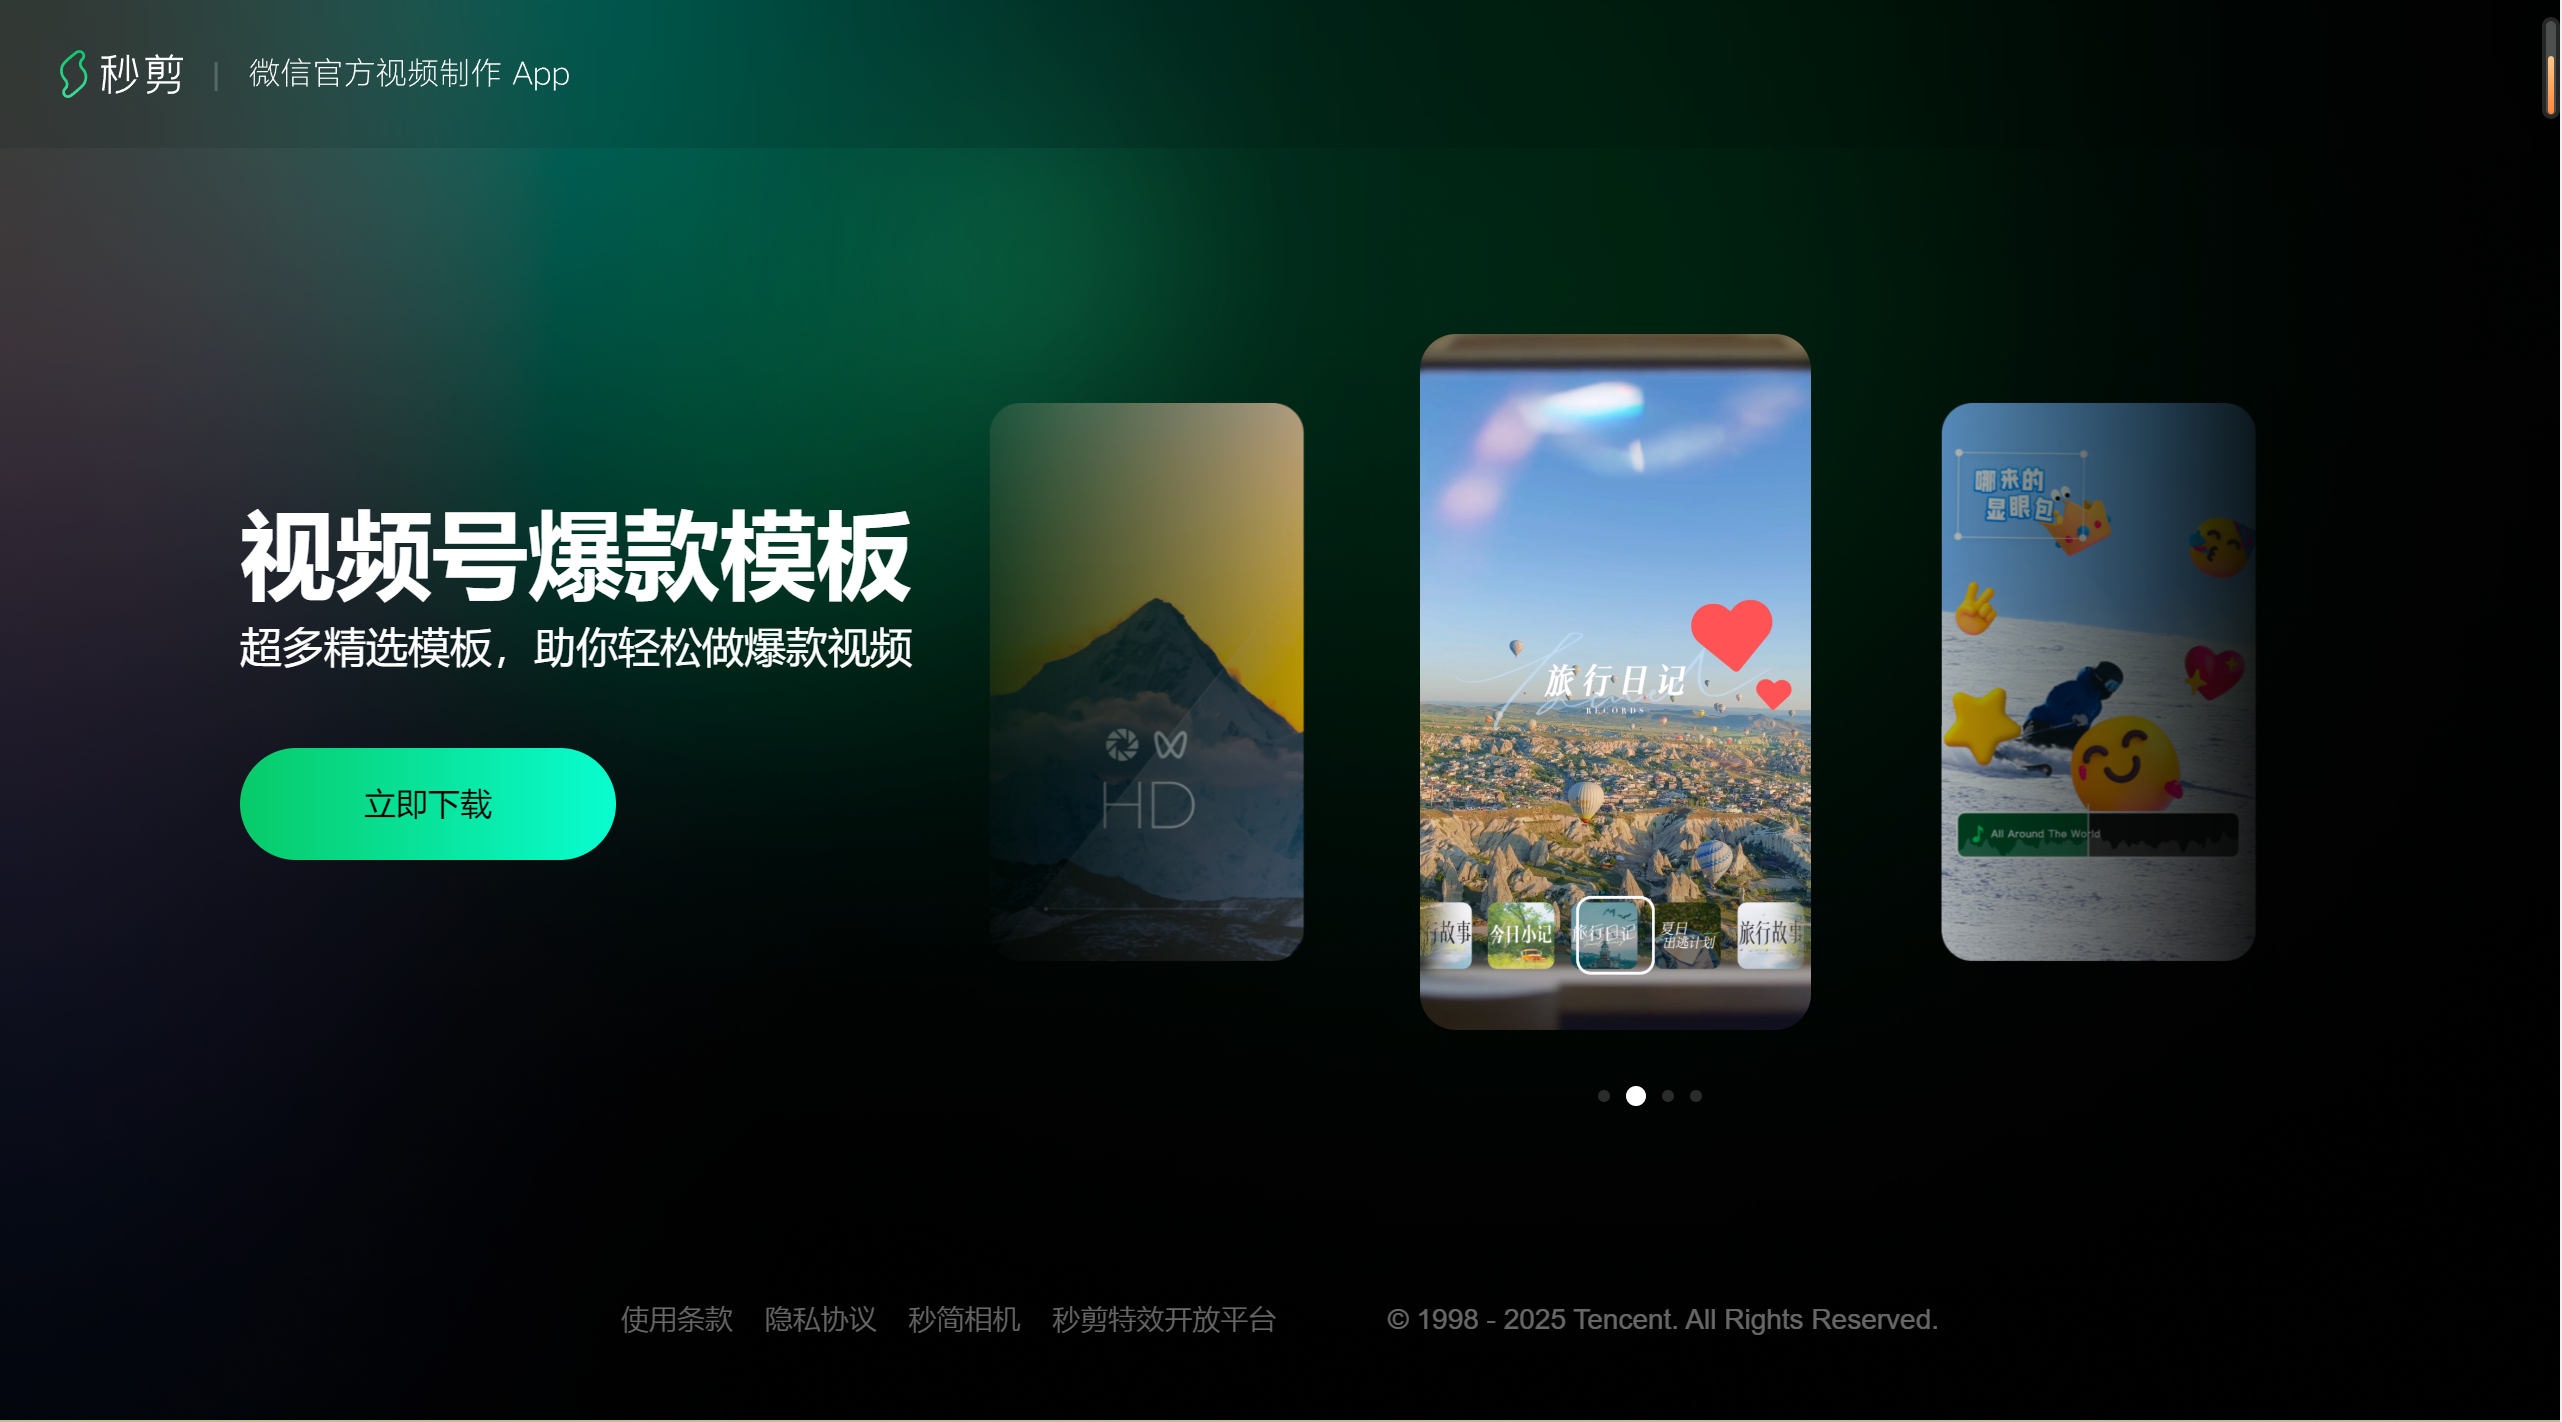 秒剪 | 微信官方视频制作 App
视频号爆款模板
超多精选模板，助你轻松做爆款视频
立即下载
HD
旅行日记
RECORDS
行故事
今日小记
旅行日记
夏日
出逃计划
旅行故事
哪来的
显眼包
All Around The World
使用条款 隐私协议 秒简相机 秒剪特效开放平台 © 1998 - 2025 Tencent. All Rights Reserved.